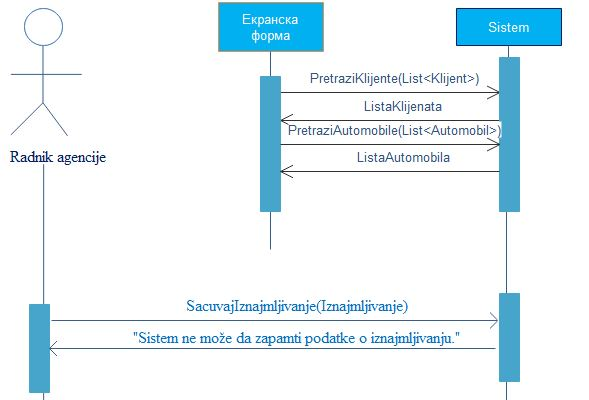 Екранска
форма
Sistem
PretraziKlijente(List<Klijent>)
ListaKlijenata
PretraziAutomobile(List<Automobil>)
Radnik agencije
ListaAutomobila
SacuvajIznajmljivanje(Iznajmljivanje)
"Sistem ne može da zapamti podatke o iznajmljivanju."